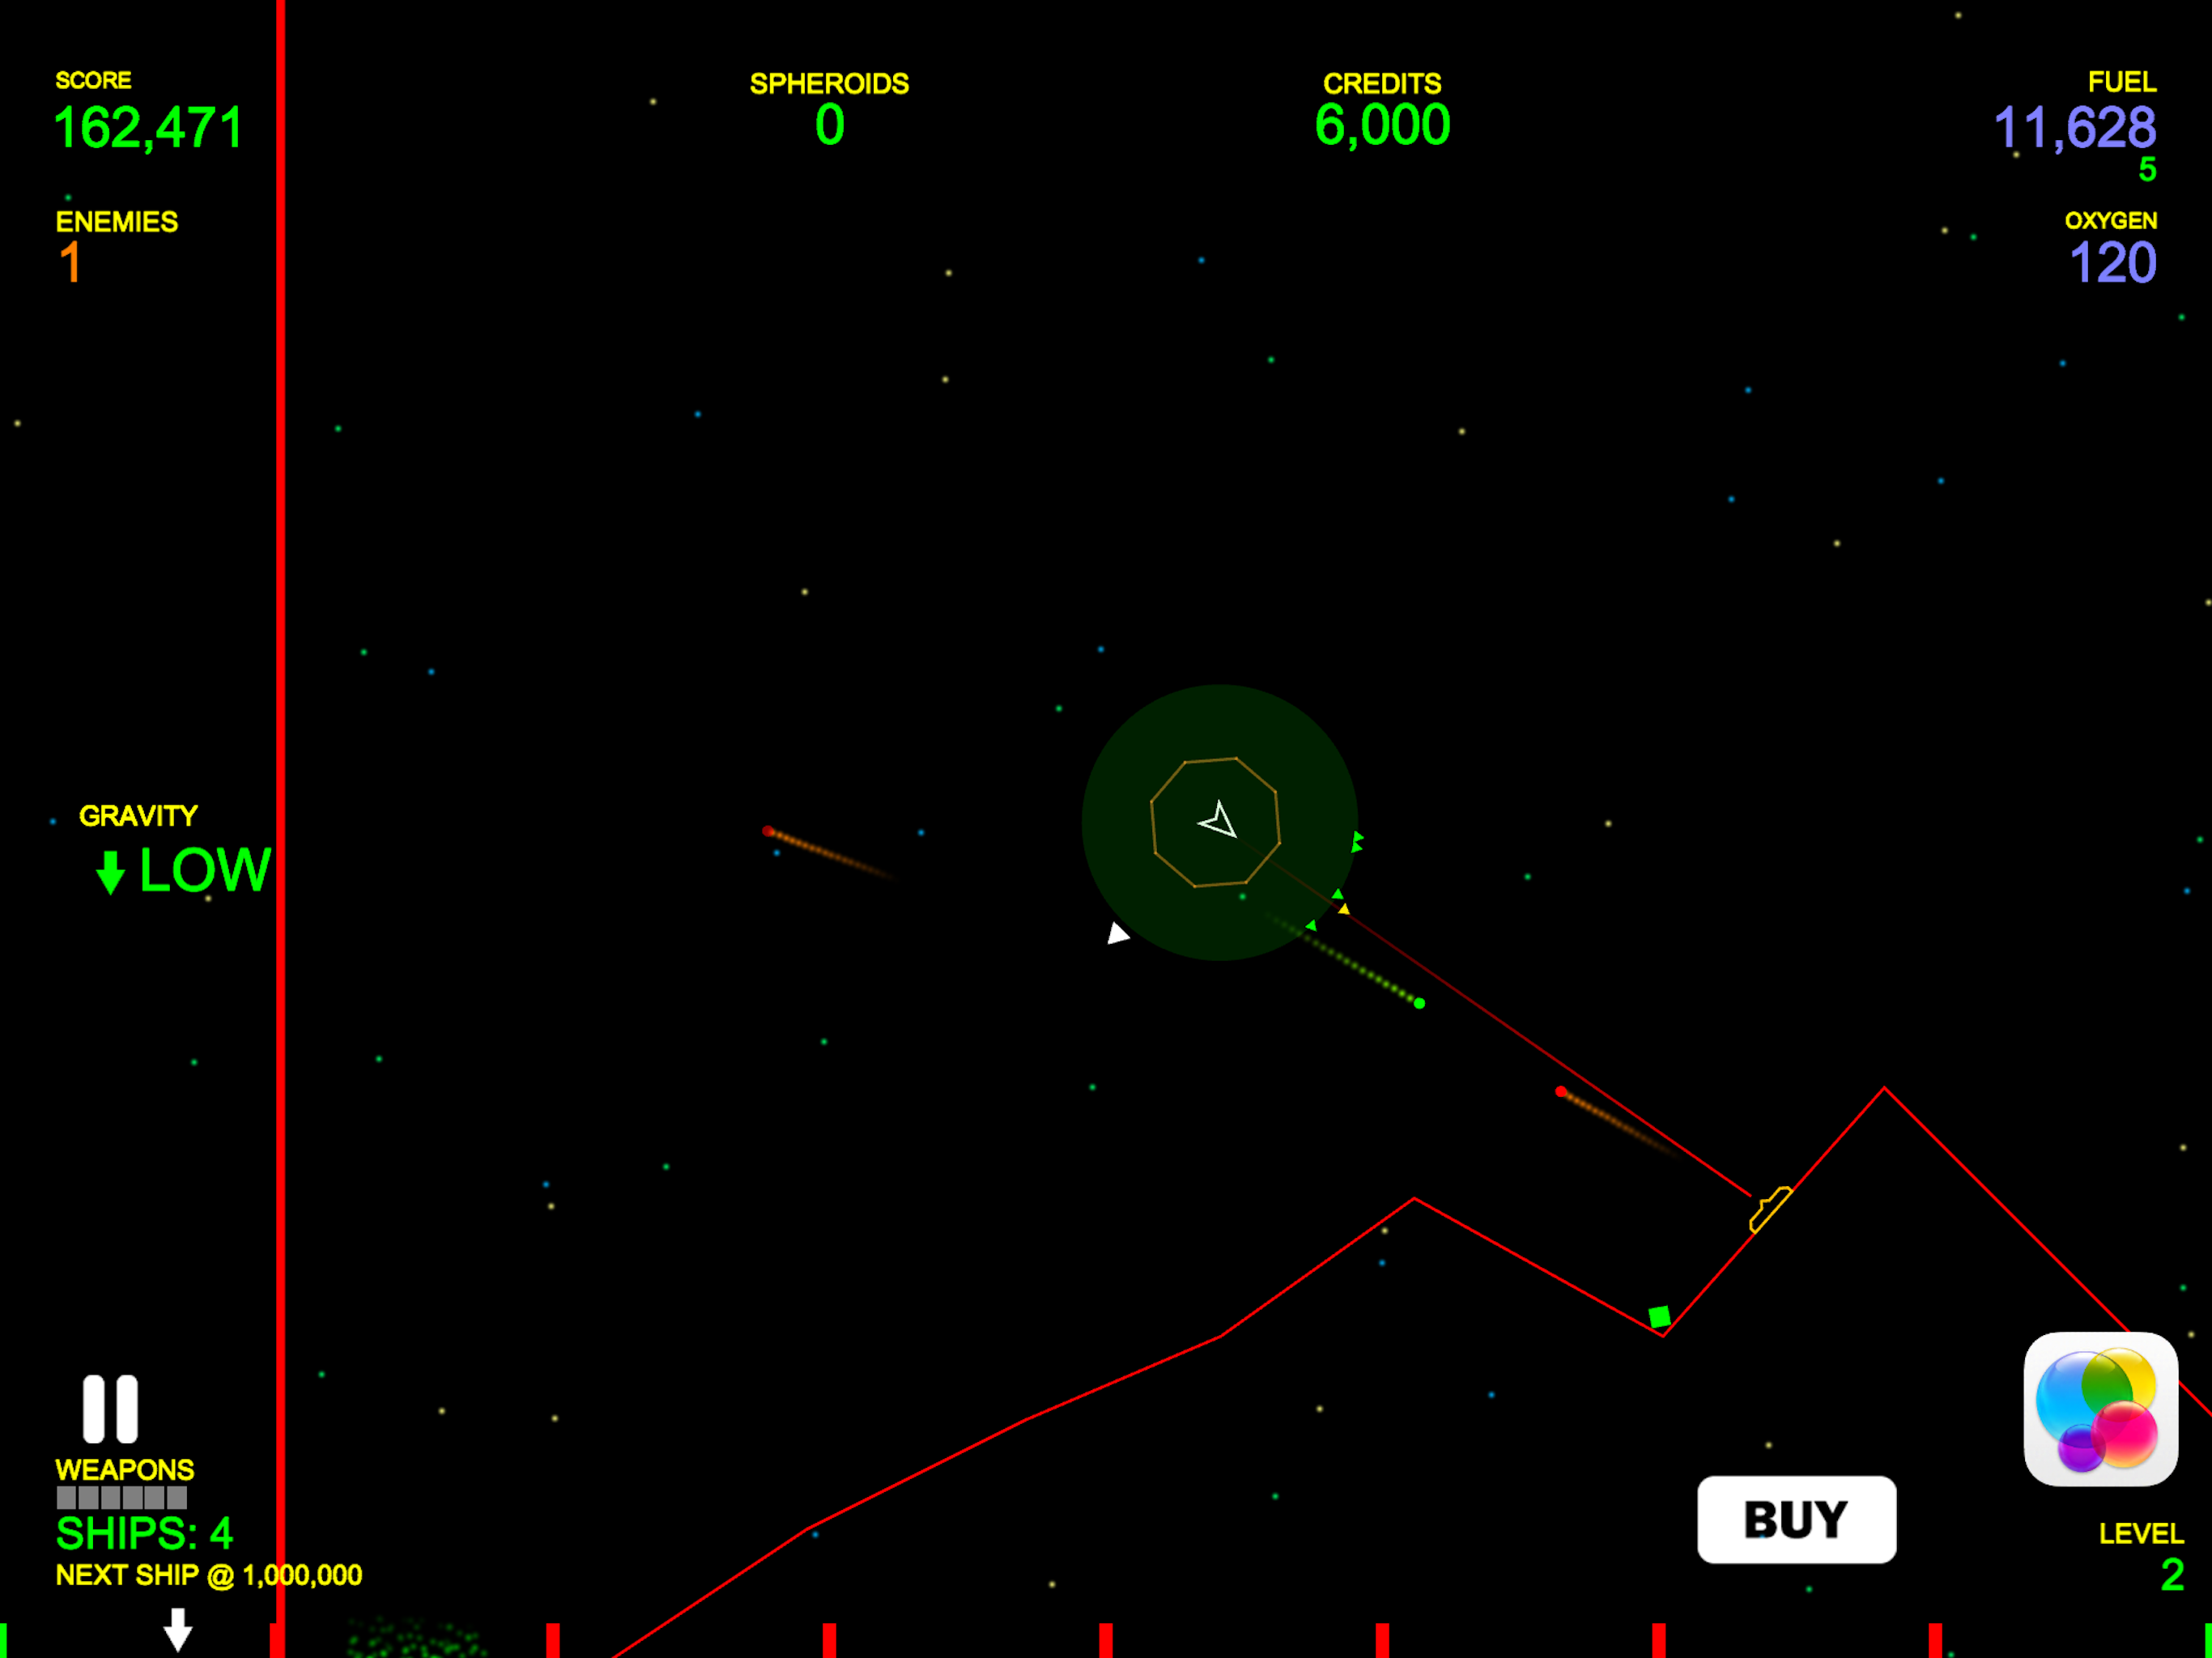 SCORE
162,471
SPHEROIDS
0
CREDITS
6,000
FUEL
11,628
5
ENEMIES
1
OXYGEN
120
GRAVITY
LOW
WEAPONS
SHIPS: 4
NEXT SHIP @ 1,000,000
BUY
LEVEL
2